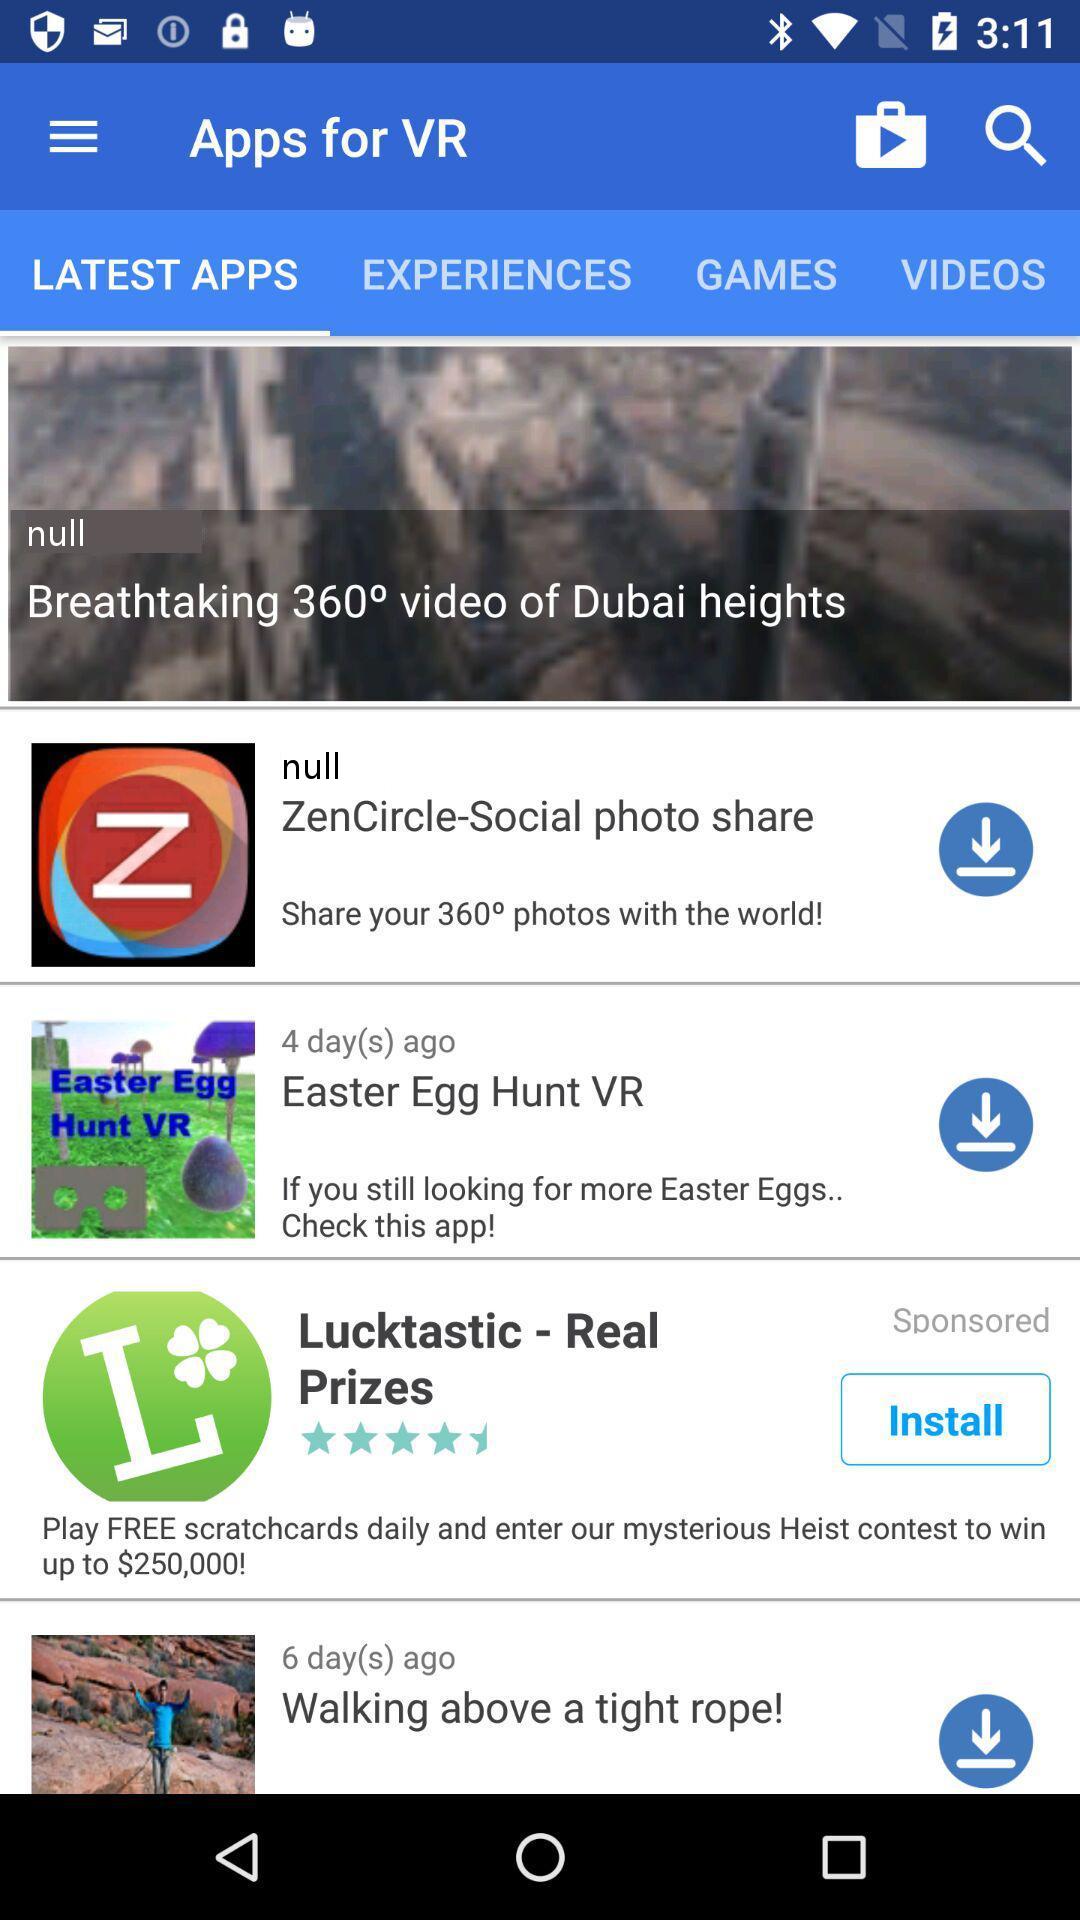 3:11
Apps for VR
LATEST APPS EXPERIENCES GAMES VIDEOS
null
Breathtaking 360º video of Dubai heights
Z
null
ZenCircle-Social photo share
Share your 360º photos with the world!
Easter Egg
Hunt VR
4 day(s) ago
Easter Egg Hunt VR
If you still looking for more Easter Eggs..
Check this app!
L
Lucktastic - Real
Prizes
Sponsored
Install
Play FREE scratchcards daily and enter our mysterious Heist contest to win
up to $250,000!
6 day(s) ago
Walking above a tight rope!